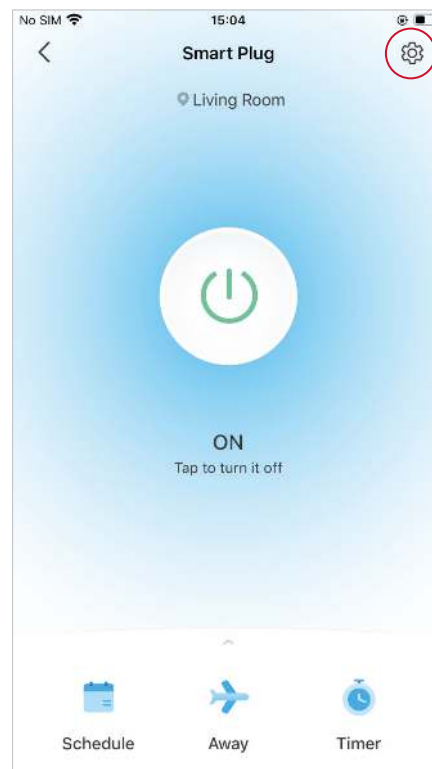 No SIM 15:04
Smart Plug
Living Room
ON
Tap to turn it off
Schedule Away Timer